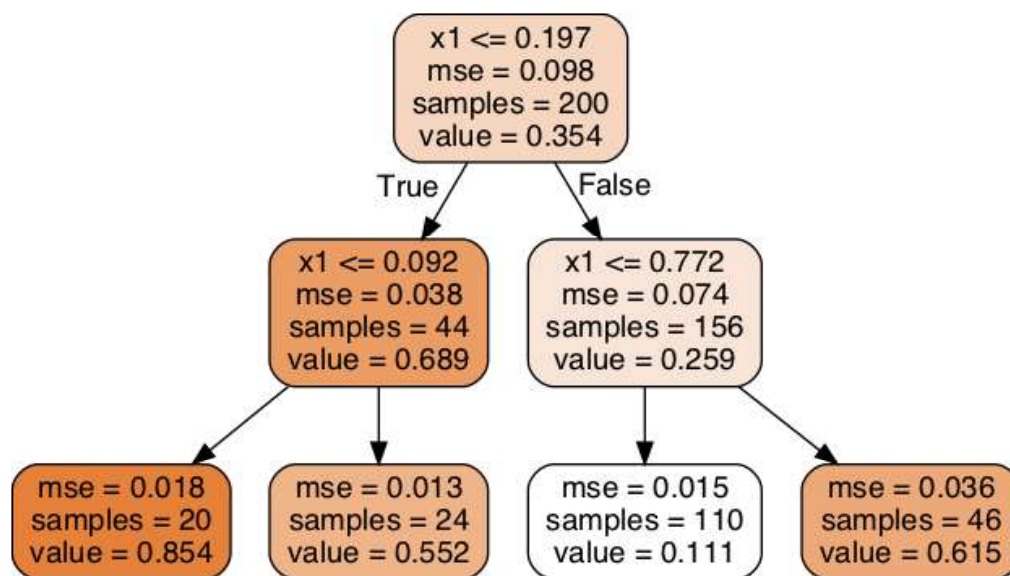 x1 <= 0.197
mse = 0.098
samples = 200
value = 0.354
True
False
x1 <= 0.092
mse = 0.038
samples = 44
value = 0.689
x1 <= 0.772
mse = 0.074
samples = 156
value = 0.259
mse = 0.018
samples = 20
value = 0.854
mse = 0.013
samples = 24
value = 0.552
mse = 0.015
samples = 110
value = 0.111
mse = 0.036
samples = 46
value = 0.615